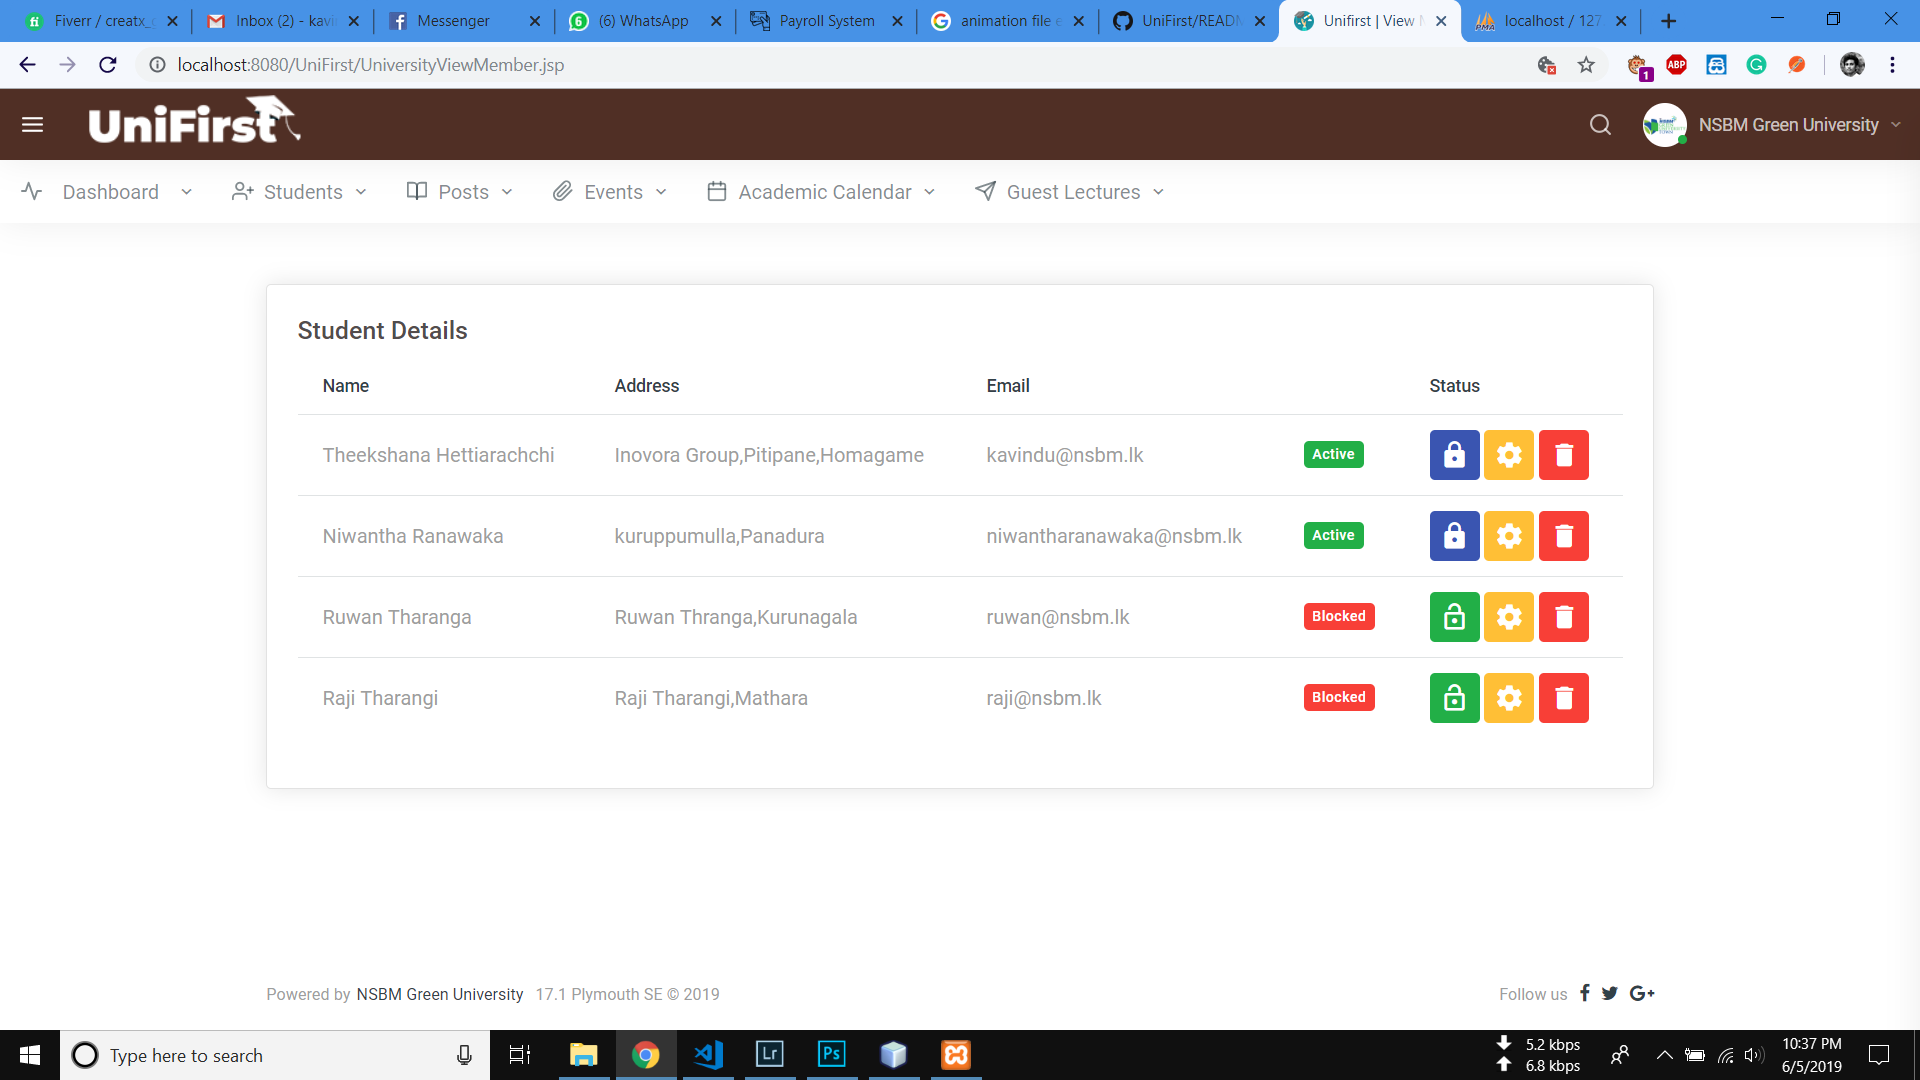 Fiverr / creatx_ Inbox (2) - kavi Messenger (6) WhatsApp Payroll System animation file e UniFirst/READM Unifirst | View M localhost / 127
localhost:8080/UniFirst/UniversityViewMember.jsp ABP 1
UniFirst NSBM Green University
Dashboard Students Posts Events Academic Calendar Guest Lectures
Student Details
Name Address Email Status
Theekshana Hettiarachchi Inovora Group,Pitipane,Homagame kavindu@nsbm.lk Active
Niwantha Ranawaka kuruppumulla,Panadura niwantharanawaka@nsbm.lk Active
Ruwan Tharanga Ruwan Thranga,Kurunagala ruwan@nsbm.lk Blocked
Raji Tharangi Raji Tharangi,Mathara raji@nsbm.lk Blocked
Powered by NSBM Green University 17.1 Plymouth SE © 2019 Follow us
Type here to search Lr Ps
5.2 kbps 10:37 PM
6.8 kbps 6/5/2019